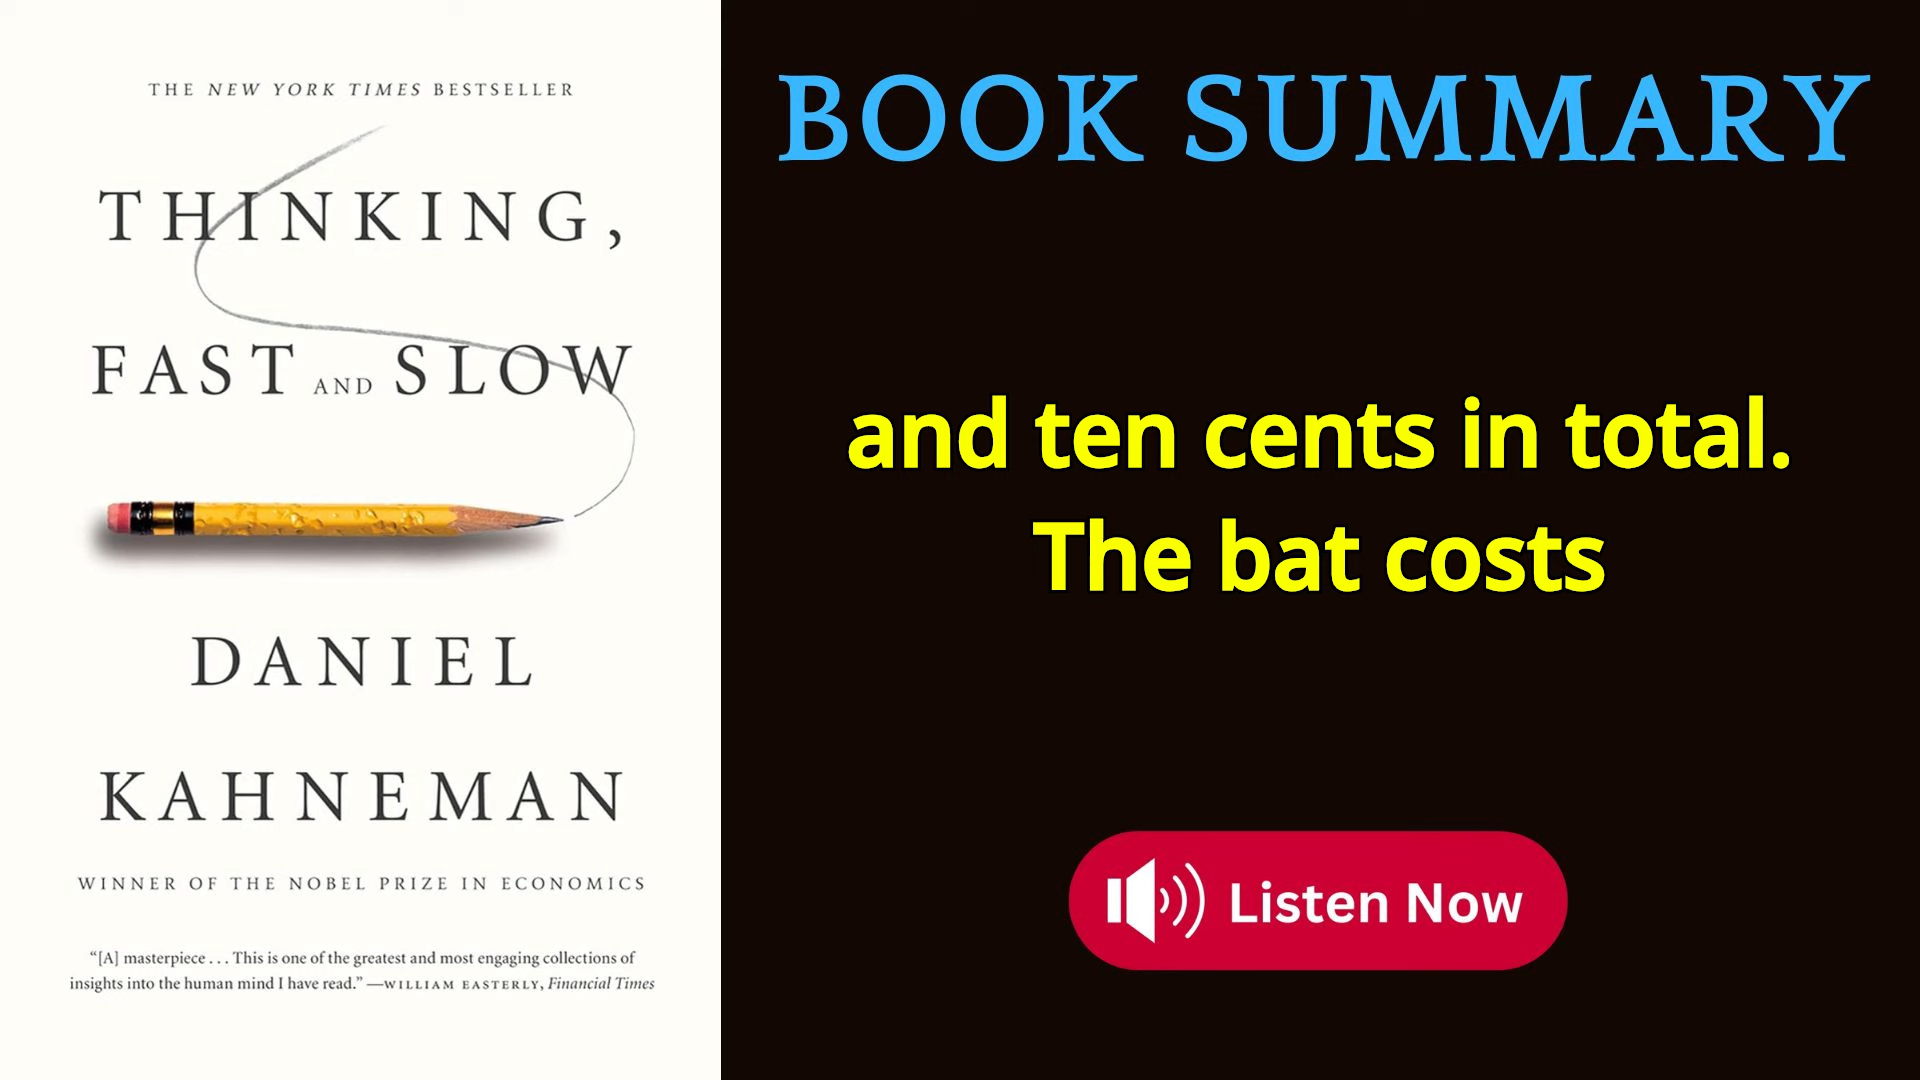 THE NEW YORK TIMES BESTSELLER
THINKING,
FAST AND SLOW
DANIEL
KAHNEMAN
WINNER OF THE NOBEL PRIZE IN ECONOMICS
“[A] masterpiece . . . This is one of the greatest and most engaging collections of
insights into the human mind I have read.” —WILLIAM EASTERLY, Financial Times
BOOK SUMMARY
and ten cents in total.
The bat costs
Listen Now